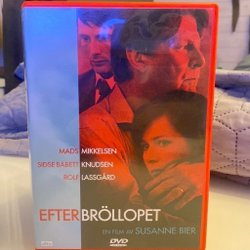 MADS MIKKELSEN
SIDSE BABETT KNUDSEN
ROLF LASSGÅRD
EFTER BRÖLLOPET
EN FILM AV SUSANNE BIER
DVD